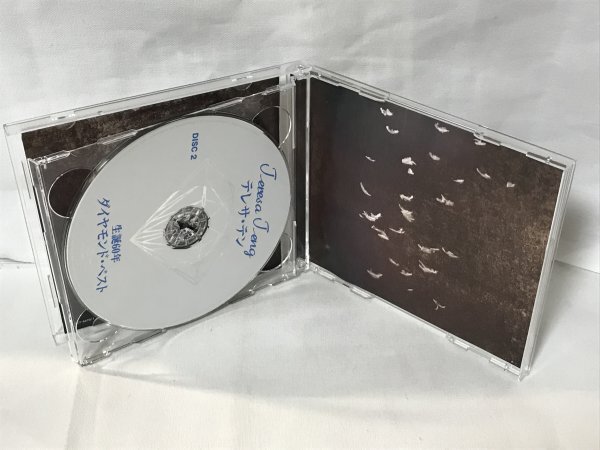 DISC 2
Teresa Teng
テレサ・テン
生誕60年
ダイヤモンド・ベスト